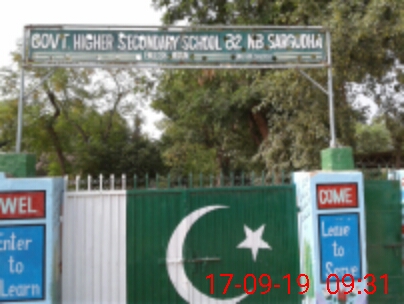 GOVT HIGHER SECONDARY SCHOOL 82 NB SARGODHA
WEL
COME
Enter
to
Learn
Leave
to
Serve
17-09-19 09:31